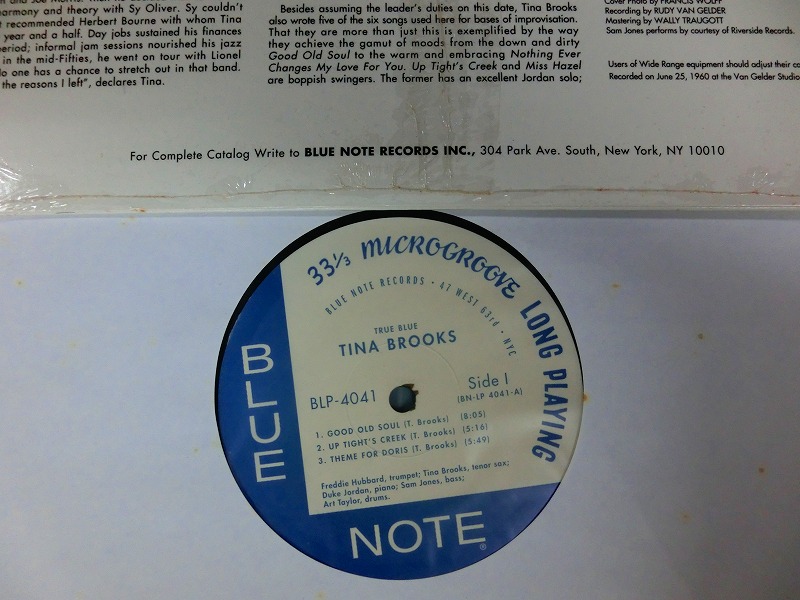 armony and theory with Sy Oliver. Sy couldn't
t recommended Herbert Bourne with whom Tina
year and a half. Day jobs sustained his finances
eriod; informal jam sessions nourished his jazz
in the mid-Fifties, he went on tour with Lionel
lo one has a chance to stretch out in that band.
the reasons I left", declares Tina.
Besides assuming the leader's duties on this date, Tina Brooks
also wrote five of the six songs used here for bases of improvisation.
That they are more than just this is exemplified by the way
they achieve the gamut of moods from the down and dirty
Good Old Soul to the warm and embracing Nothing Ever
Changes My Love For You. Up Tight's Creek and Miss Hazel
are boppish swingers. The former has an excellent Jordan solo;
Cover Photo by FRANCIS WOLFF
Recording by RUDY VAN GELDER
Mastering by WALLY TRAUGOTT
Sam Jones performs by courtesy of Riverside Records.
Users of Wide Range equipment should adjust their co
Recorded on June 25, 1960 at the Van Gelder Studio
For Complete Catalog Write to BLUE NOTE RECORDS INC., 304 Park Ave. South, New York, NY 10010
33 1/3 MICROGROOVE LONG PLAYING
BLUE NOTE RECORDS • 47 WEST 63rd • NYC
TRUE BLUE
TINA BROOKS
BLP-4041
Side 1
(BN-LP 4041-A)
1. GOOD OLD SOUL (T. Brooks) (8:05)
2. UP TIGHT'S CREEK (T. Brooks) (5:16)
3. THEME FOR DORIS (T. Brooks) (5:49)
Freddie Hubbard, trumpet; Tina Brooks, tenor sax;
Duke Jordan, piano; Sam Jones, bass;
Art Taylor, drums.
BLUE
NOTE®